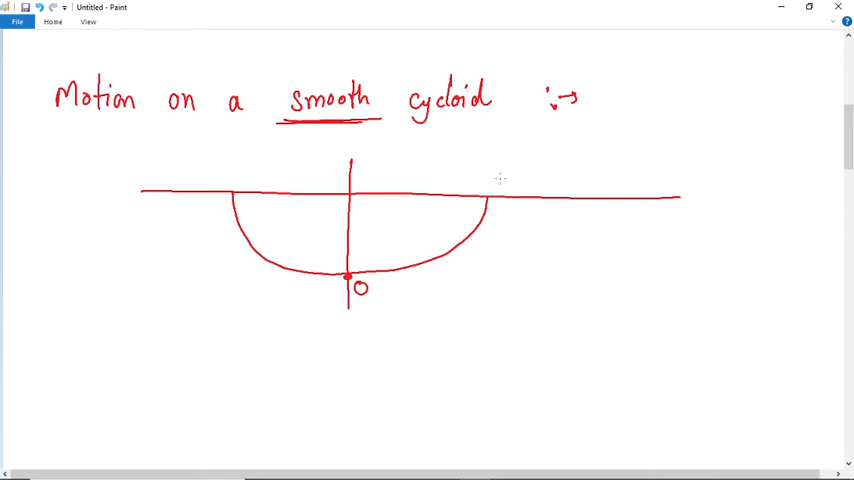 Untitled - Paint
File Home View
Motion on a smooth cycloid :→
O